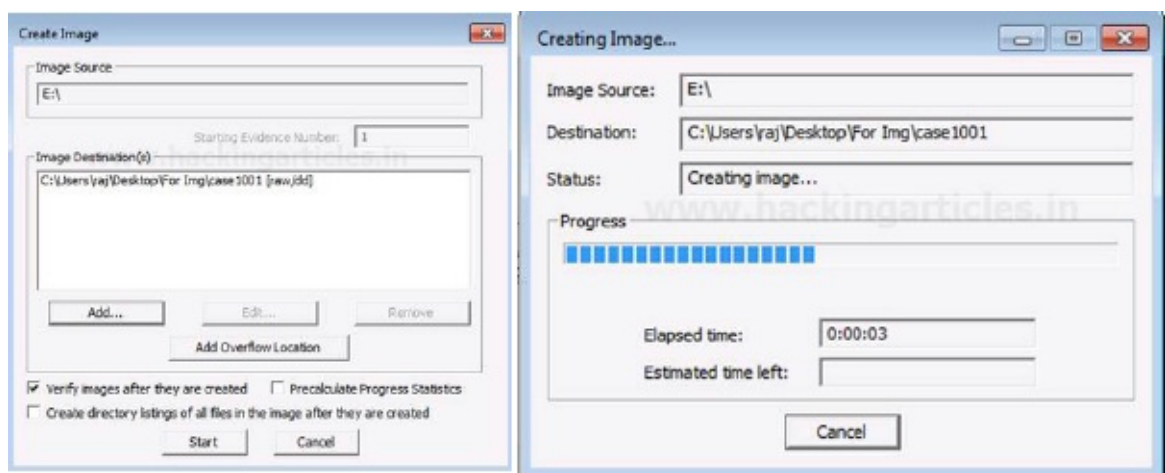 Create Image
Image Source
E:\
Starting Evidence Number: 1
www.hackingarticles.in
Image Destination(s)
C:\Users\raj\Desktop\For Img\case1001 [raw/dd]
Add...
Edit...
Remove
Add Overflow Location
Verify images after they are created
Precalculate Progress Statistics
Create directory listings of all files in the image after they are created
Start
Cancel
Creating Image...
Image Source: E:\
Destination: C:\Users\raj\Desktop\For Img\case1001
Status: Creating image...
www.hackingarticles.in
Progress
Elapsed time: 0:00:03
Estimated time left:
Cancel